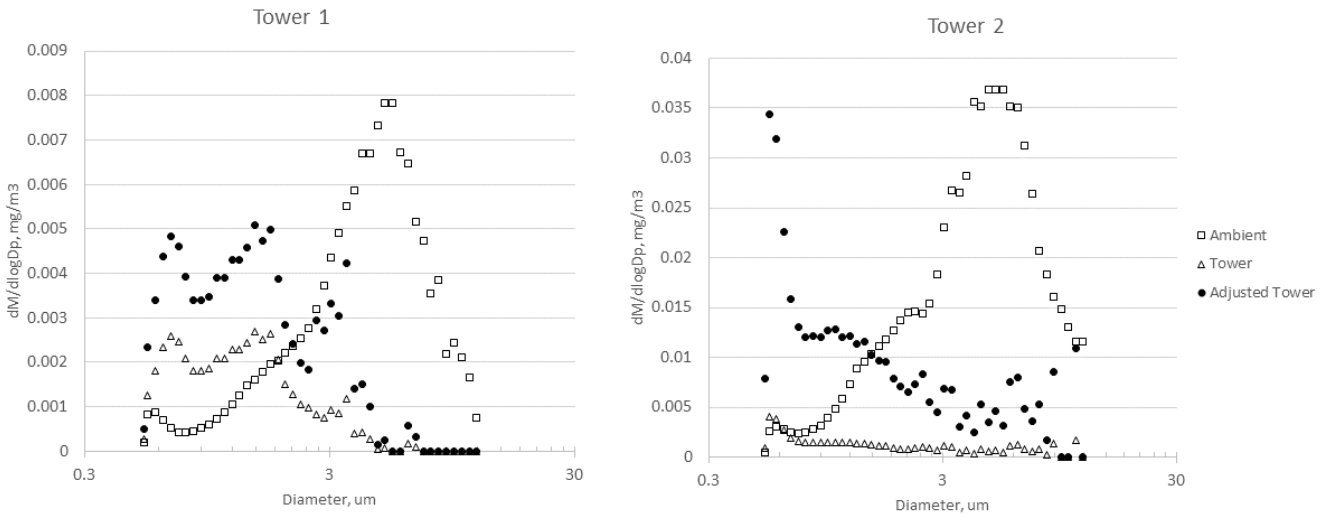 Tower 1
0.009
0.008
0.007
0.006
0.005
0.004
0.003
0.002
0.001
0
dM/dlogDp, mg/m3
0.3
3
30
Diameter, um
Tower 2
0.04
0.035
0.03
0.025
0.02
0.015
0.01
0.005
0
dM/dlogDp, mg/m3
0.3
3
30
Diameter, um
Ambient
Tower
Adjusted Tower